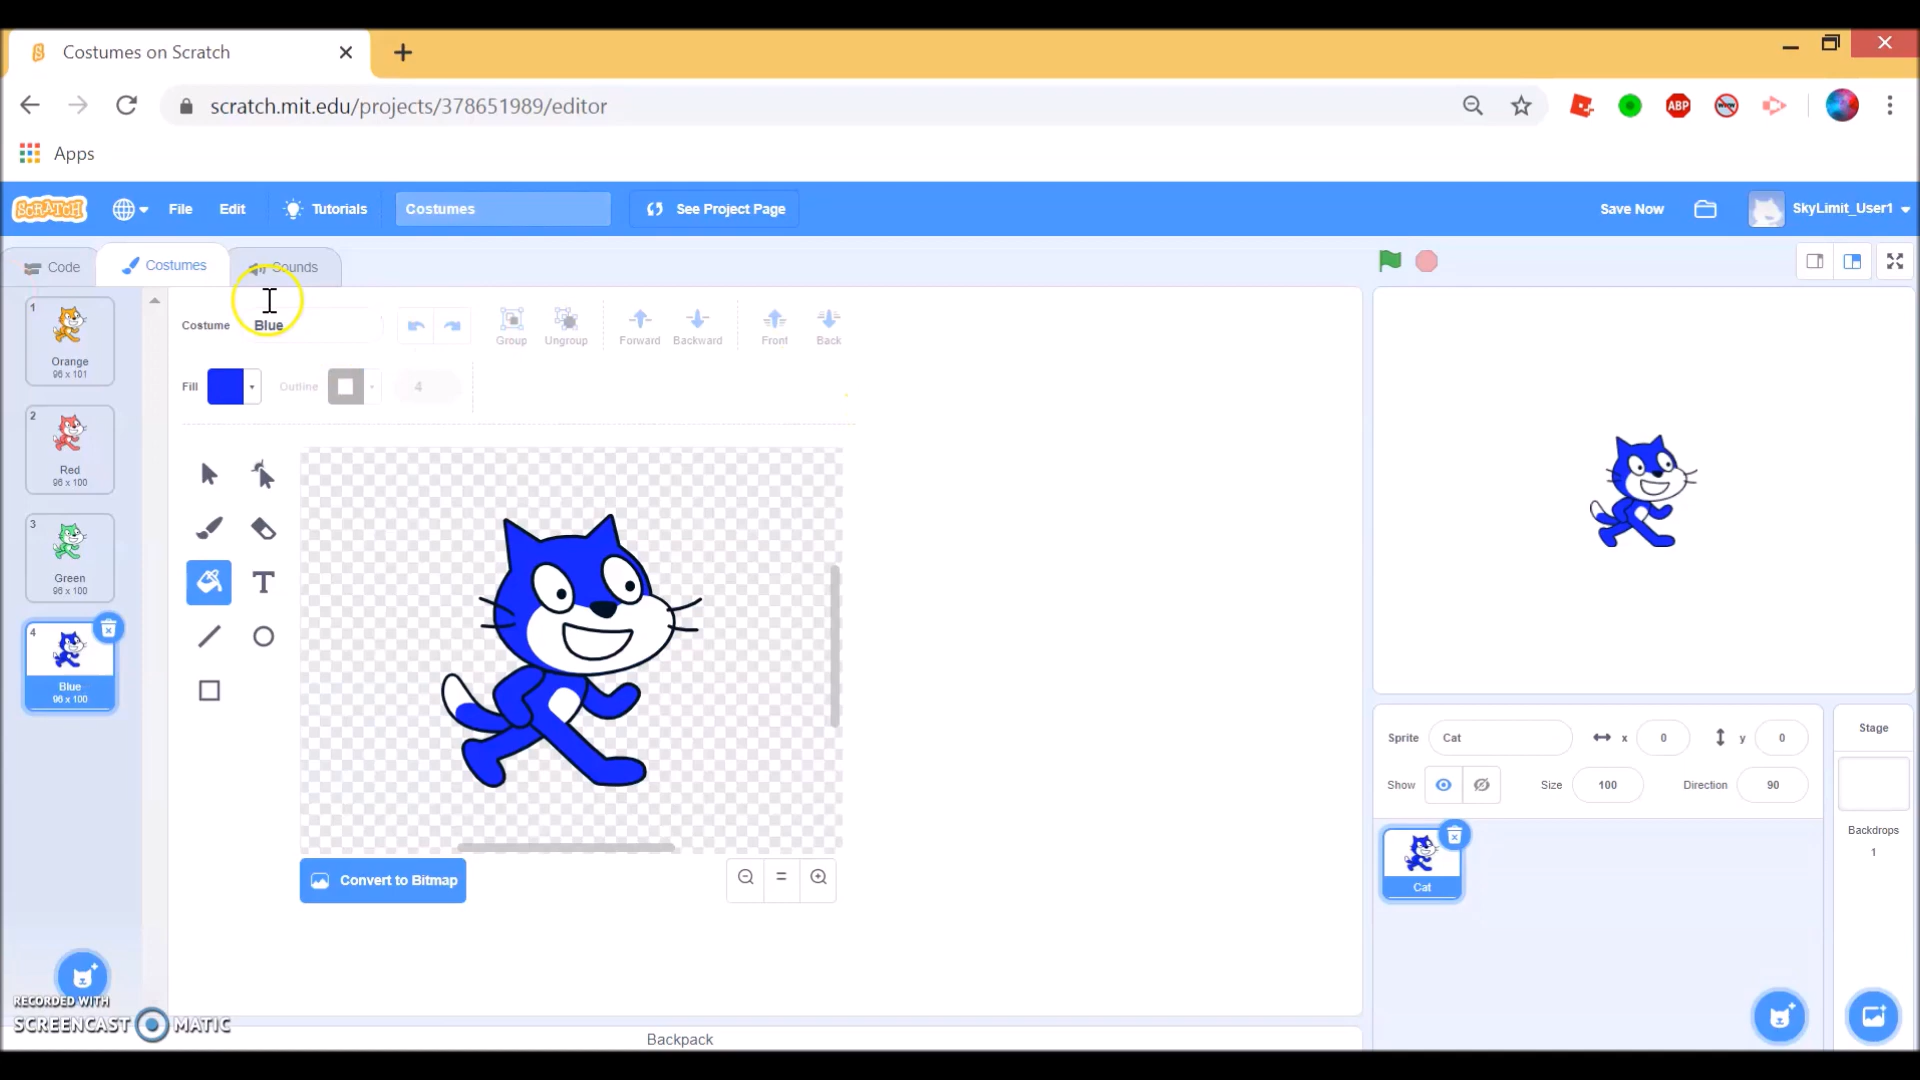 Costumes on Scratch
scratch.mit.edu/projects/378651989/editor
ABP
Apps
SCRATCH
File
Edit
Tutorials
Costumes
See Project Page
Save Now
SkyLimit_User1
Code
Costumes
Sounds
1
Orange
96 x 101
2
Red
96 x 100
3
Green
96 x 100
4
Blue
96 x 100
Costume
Blue
Group
Ungroup
Forward
Backward
Front
Back
Fill
Outline
4
T
Convert to Bitmap
=
Backpack
Sprite
Cat
x
0
y
0
Show
Size
100
Direction
90
Cat
Stage
Backdrops
1
RECORDED WITH
SCREENCAST MATIC